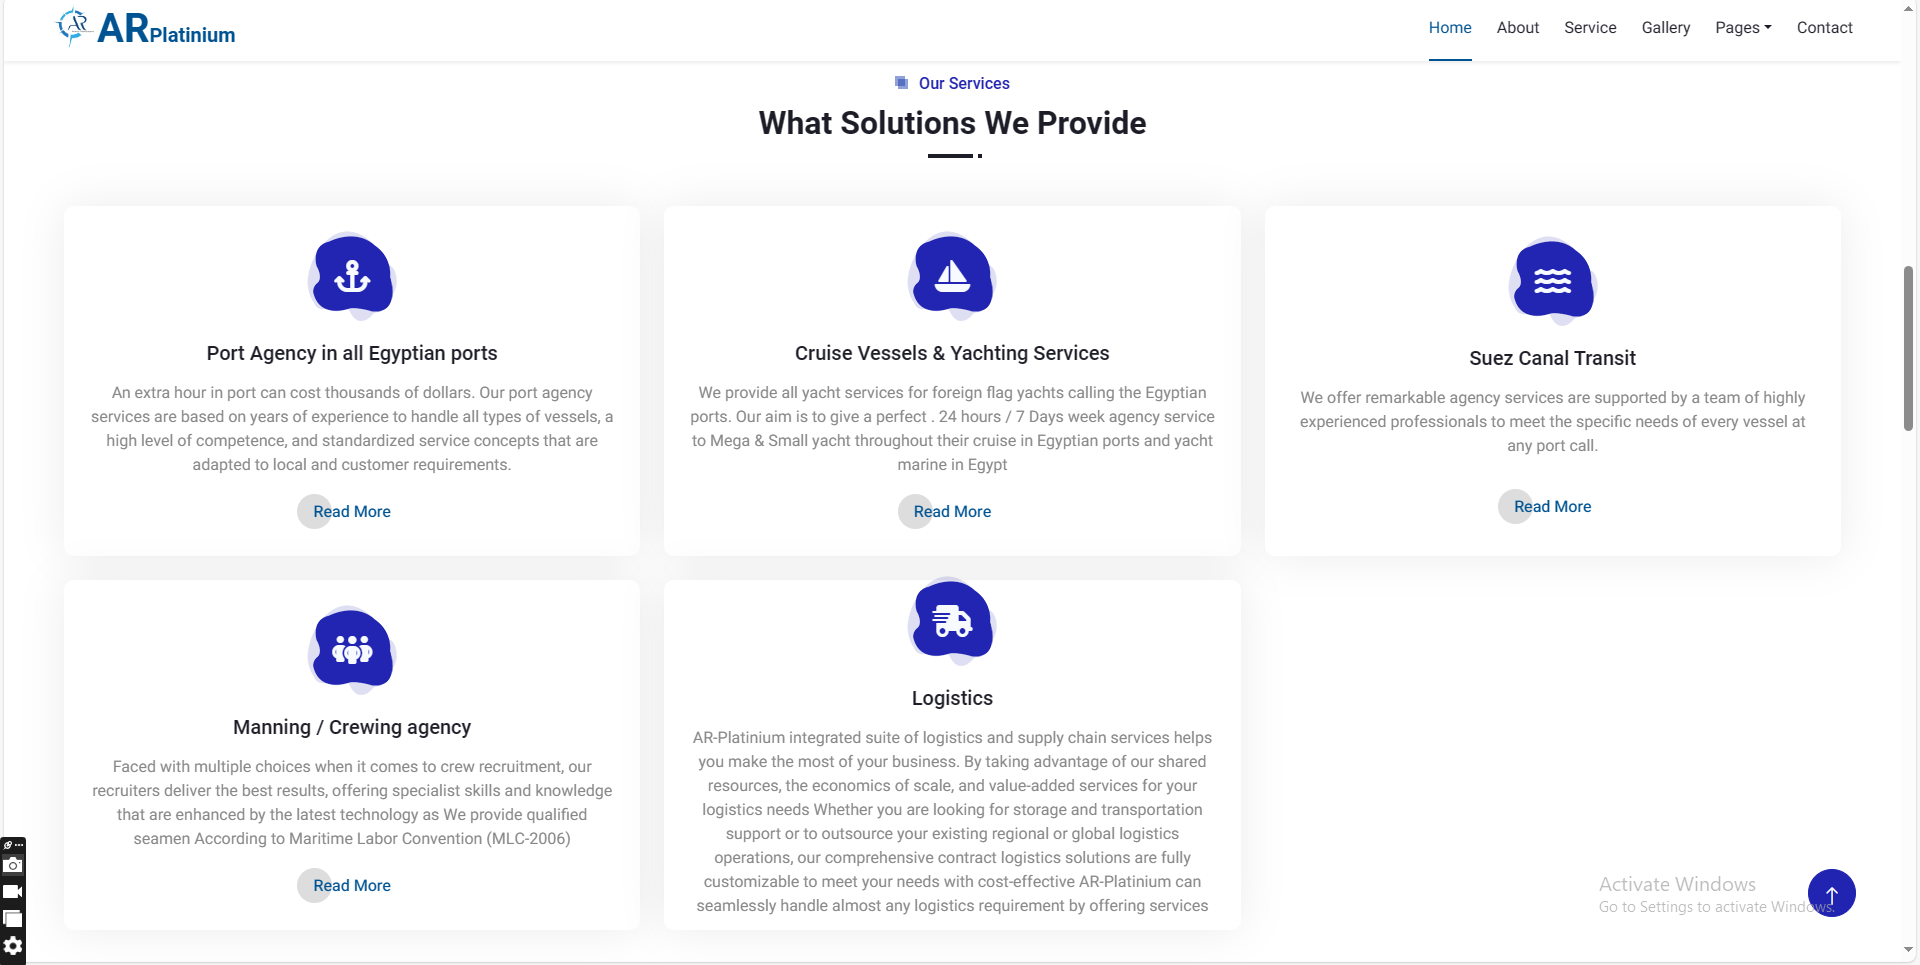 AR Platinium
Home About Service Gallery Pages Contact
Our Services
What Solutions We Provide
Port Agency in all Egyptian ports
An extra hour in port can cost thousands of dollars. Our port agency
services are based on years of experience to handle all types of vessels, a
high level of competence, and standardized service concepts that are
adapted to local and customer requirements.
Read More
Cruise Vessels & Yachting Services
We provide all yacht services for foreign flag yachts calling the Egyptian
ports. Our aim is to give a perfect . 24 hours / 7 Days week agency service
to Mega & Small yacht throughout their cruise in Egyptian ports and yacht
marine in Egypt
Read More
Suez Canal Transit
We offer remarkable agency services are supported by a team of highly
experienced professionals to meet the specific needs of every vessel at
any port call.
Read More
Manning / Crewing agency
Faced with multiple choices when it comes to crew recruitment, our
recruiters deliver the best results, offering specialist skills and knowledge
that are enhanced by the latest technology as We provide qualified
seamen According to Maritime Labor Convention (MLC-2006)
Read More
Logistics
AR-Platinium integrated suite of logistics and supply chain services helps
you make the most of your business. By taking advantage of our shared
resources, the economics of scale, and value-added services for your
logistics needs Whether you are looking for storage and transportation
support or to outsource your existing regional or global logistics
operations, our comprehensive contract logistics solutions are fully
customizable to meet your needs with cost-effective AR-Platinium can
seamlessly handle almost any logistics requirement by offering services
Activate Windows
Go to Settings to activate Windows.